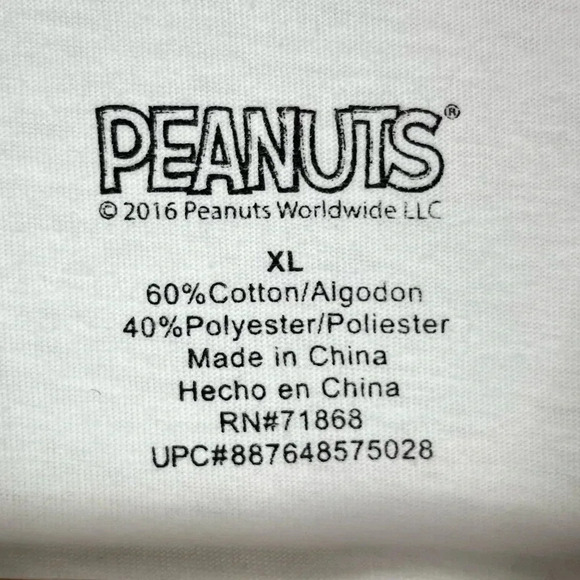 PEANUTS®
© 2016 Peanuts Worldwide LLC
XL
60%Cotton/Algodon
40%Polyester/Poliester
Made in China
Hecho en China
RN#71868
UPC#887648575028